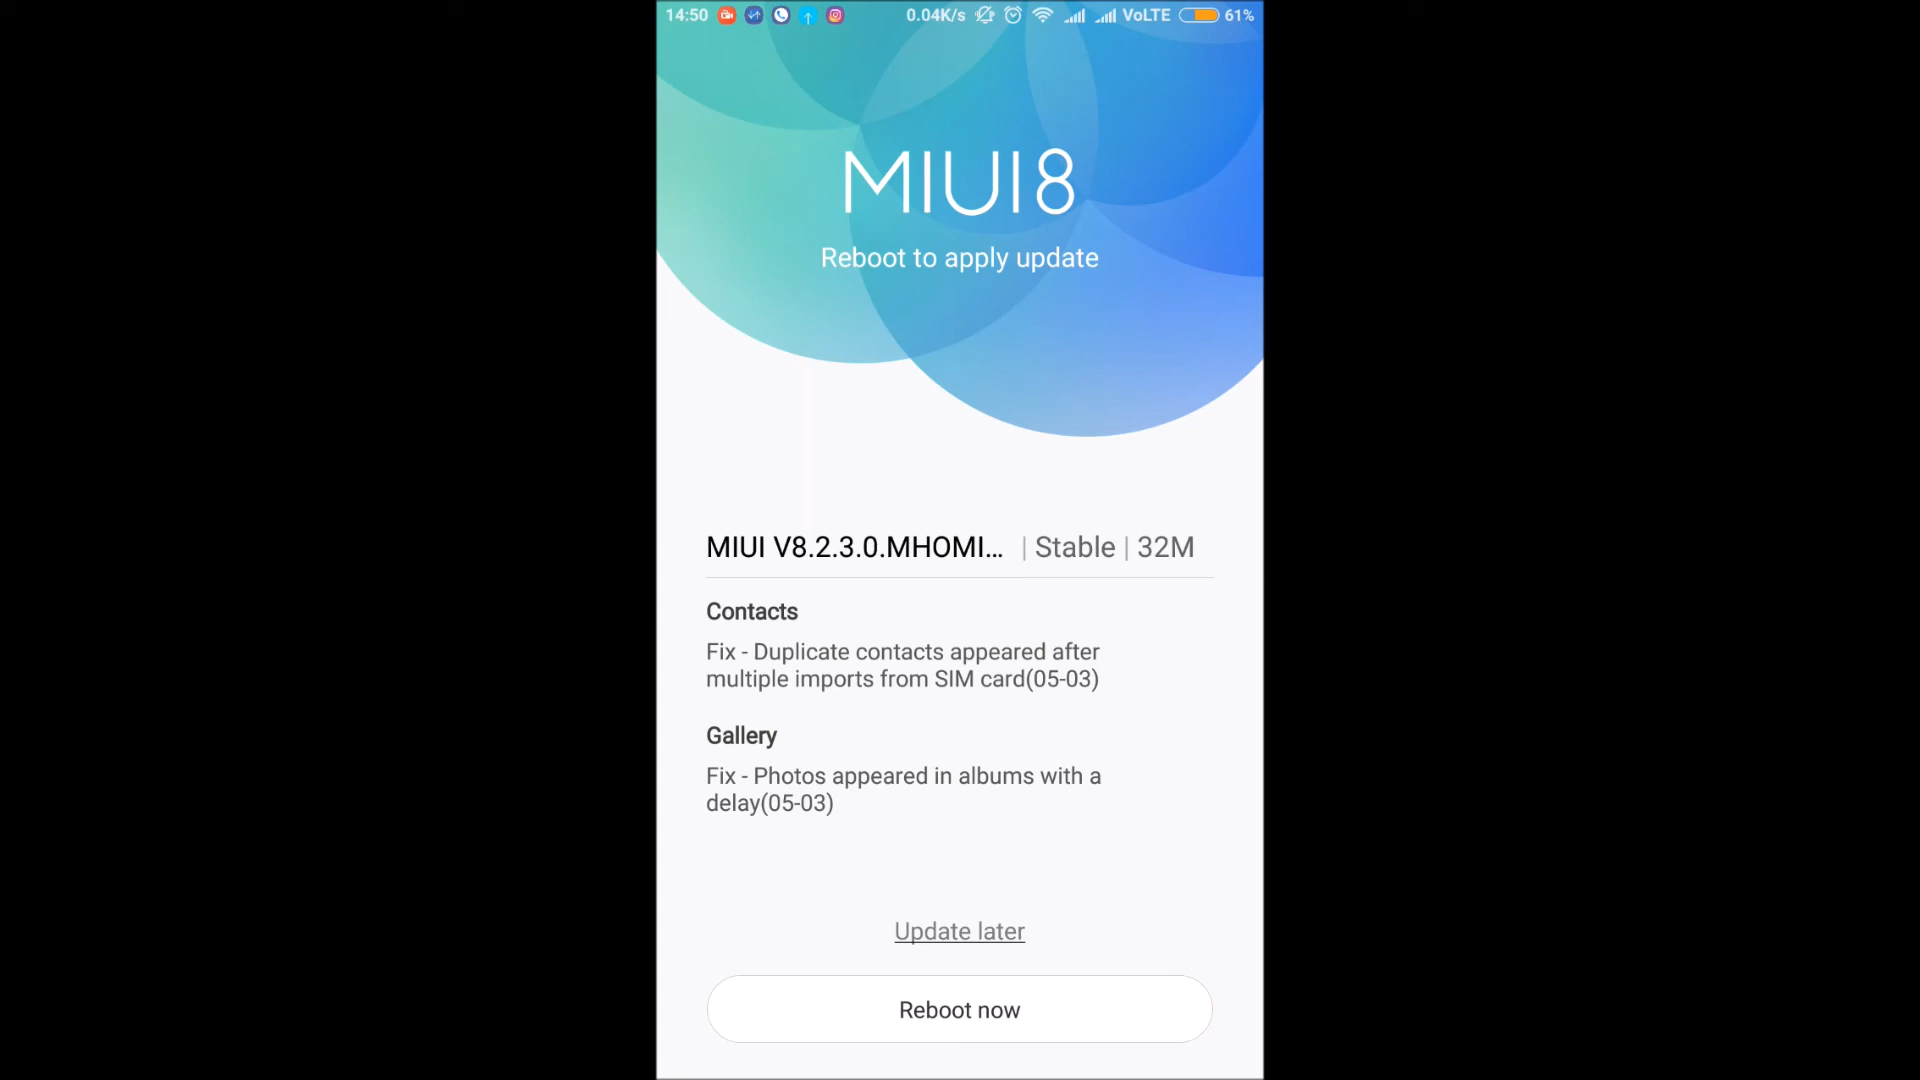 14:50 0.04K/s VoLTE 61%
MIUI8
Reboot to apply update
MIUI V8.2.3.0.MHOMI... | Stable | 32M
Contacts
Fix - Duplicate contacts appeared after
multiple imports from SIM card(05-03)
Gallery
Fix - Photos appeared in albums with a
delay(05-03)
Update later
Reboot now